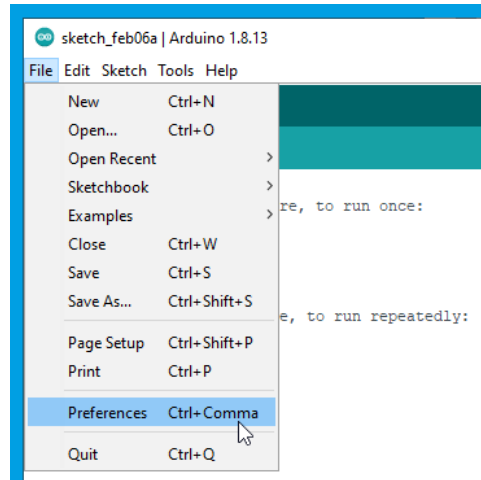 sketch_feb06a | Arduino 1.8.13
File Edit Sketch Tools Help
New Ctrl+N
Open... Ctrl+O
Open Recent
Sketchbook
Examples
Close Ctrl+W
Save Ctrl+S
Save As... Ctrl+Shift+S
Page Setup Ctrl+Shift+P
Print Ctrl+P
Preferences Ctrl+Comma
Quit Ctrl+Q
re, to run once:
e, to run repeatedly: